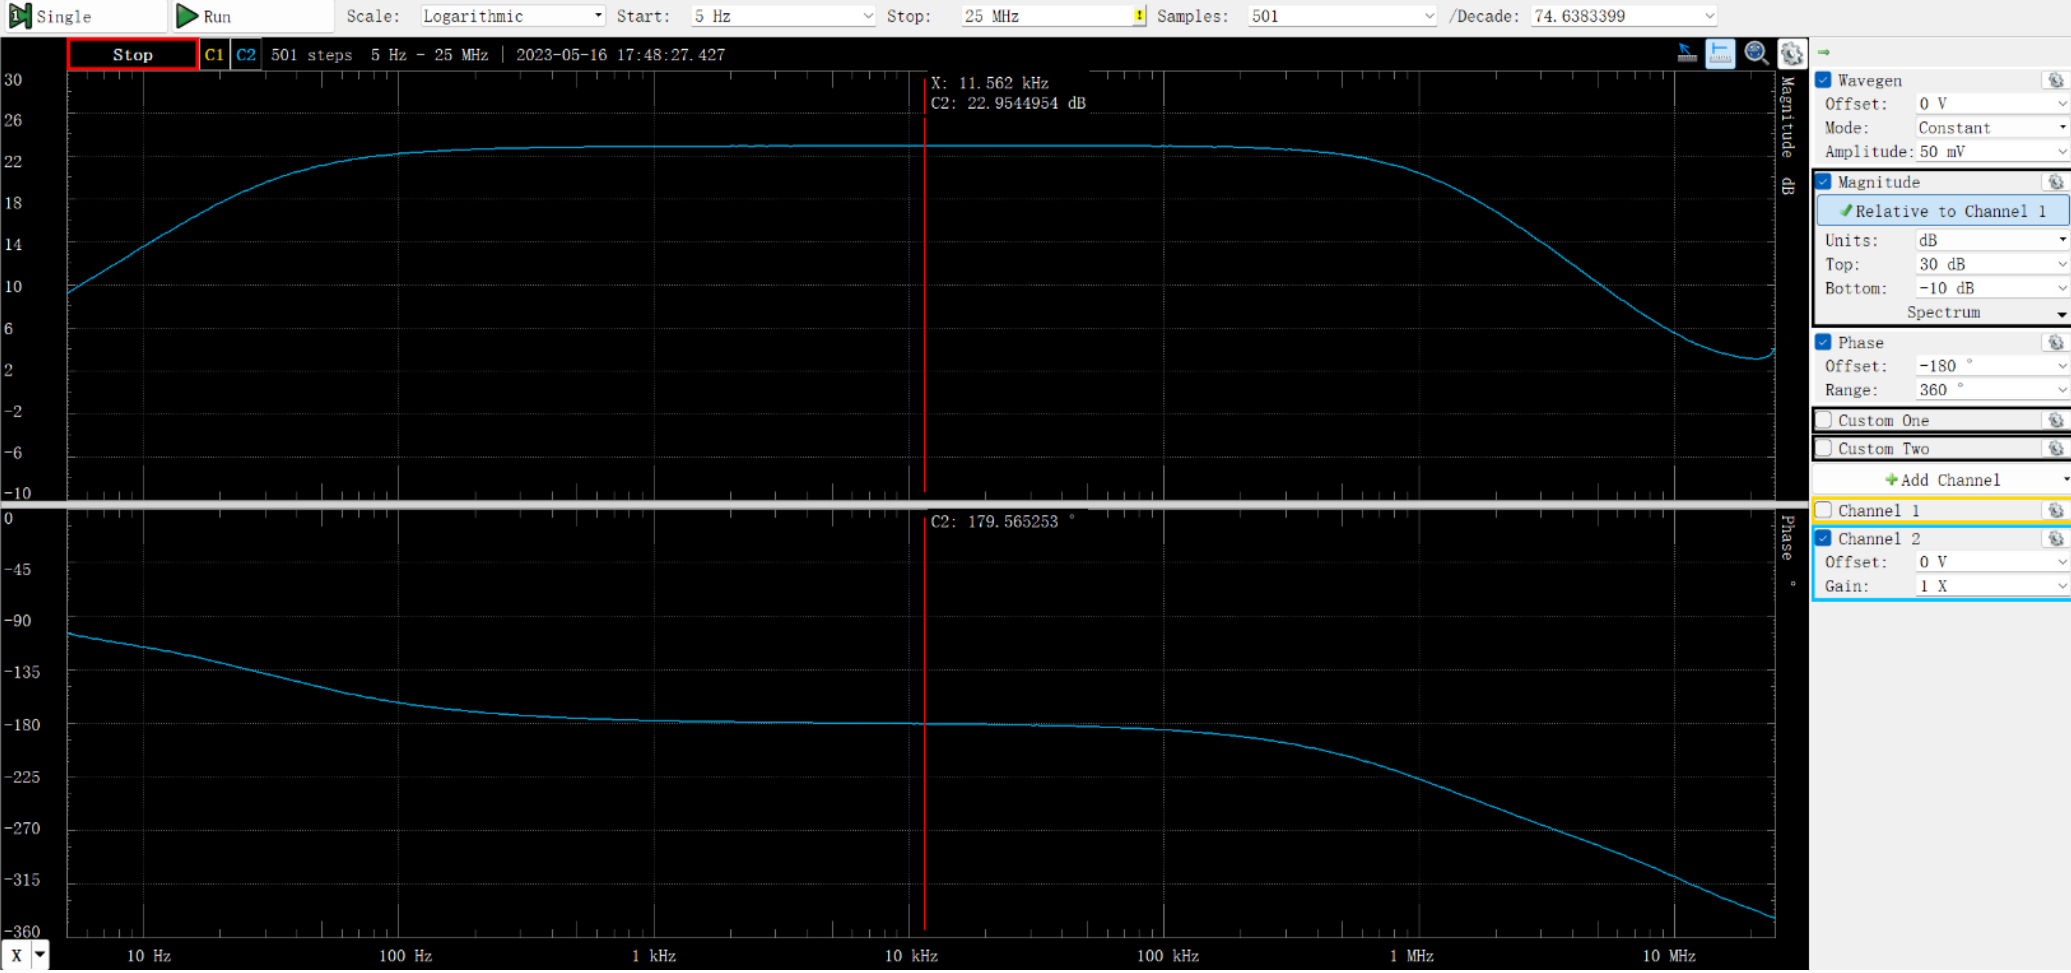 Single Run Scale: Logarithmic Start: 5 Hz Stop: 25 MHz ! Samples: 501 /Decade: 74.6383399
Stop C1 C2 501 steps 5 Hz - 25 MHz | 2023-05-16 17:48:27.427
X: 11.562 kHz
C2: 22.9544954 dB
30
26
22
18
14
10
6
2
-2
-6
-10
Magnitude dB
C2: 179.565253 °
0
-45
-90
-135
-180
-225
-270
-315
-360
Phase °
X 10 Hz 100 Hz 1 kHz 10 kHz 100 kHz 1 MHz 10 MHz
Wavegen
Offset: 0 V
Mode: Constant
Amplitude: 50 mV
Magnitude
Relative to Channel 1
Units: dB
Top: 30 dB
Bottom: -10 dB
Spectrum
Phase
Offset: -180 °
Range: 360 °
Custom One
Custom Two
Add Channel
Channel 1
Channel 2
Offset: 0 V
Gain: 1 X